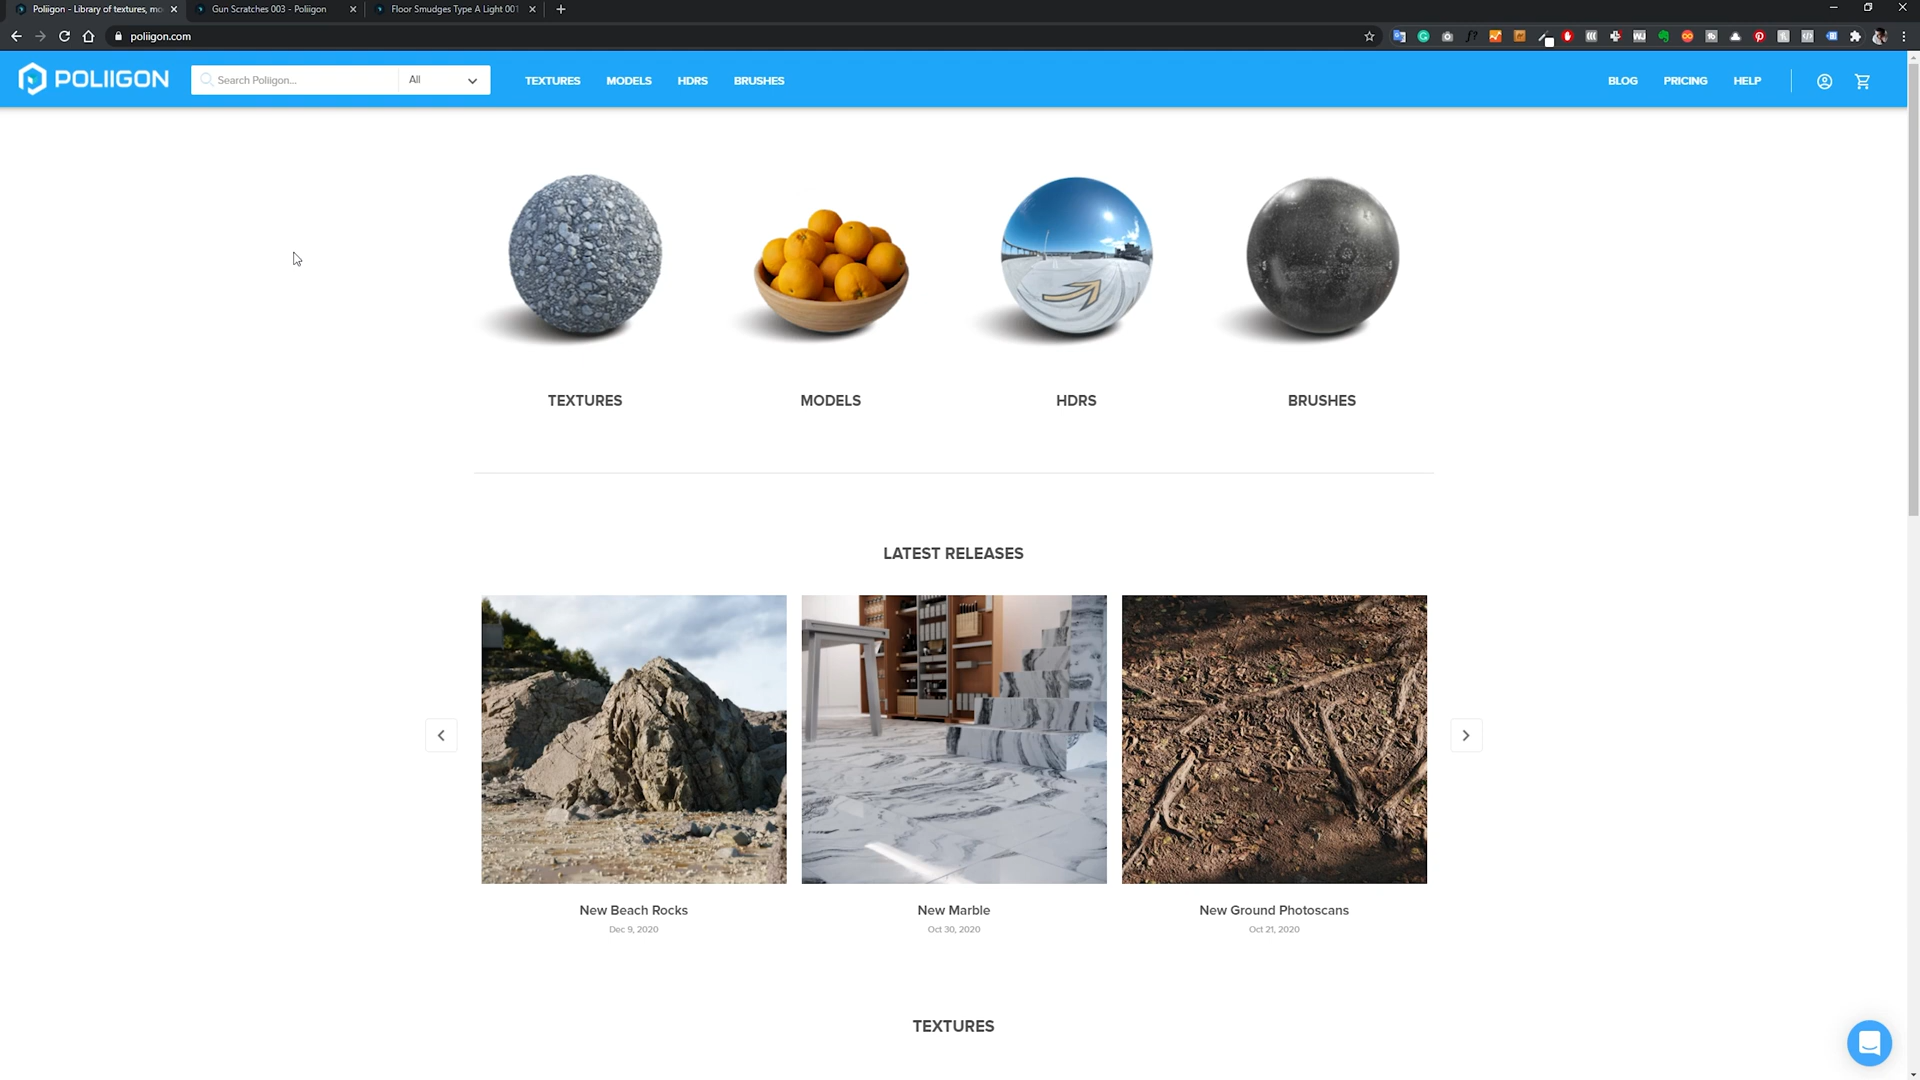 Poliigon - Library of textures, mo
Gun Scratches 003 - Poliigon
Floor Smudges Type A Light 001
poliigon.com
POLIIGON
Search Poliigon...
All
TEXTURES
MODELS
HDRS
BRUSHES
BLOG
PRICING
HELP
TEXTURES
MODELS
HDRS
BRUSHES
LATEST RELEASES
New Beach Rocks
Dec 9, 2020
New Marble
Oct 30, 2020
New Ground Photoscans
Oct 21, 2020
TEXTURES